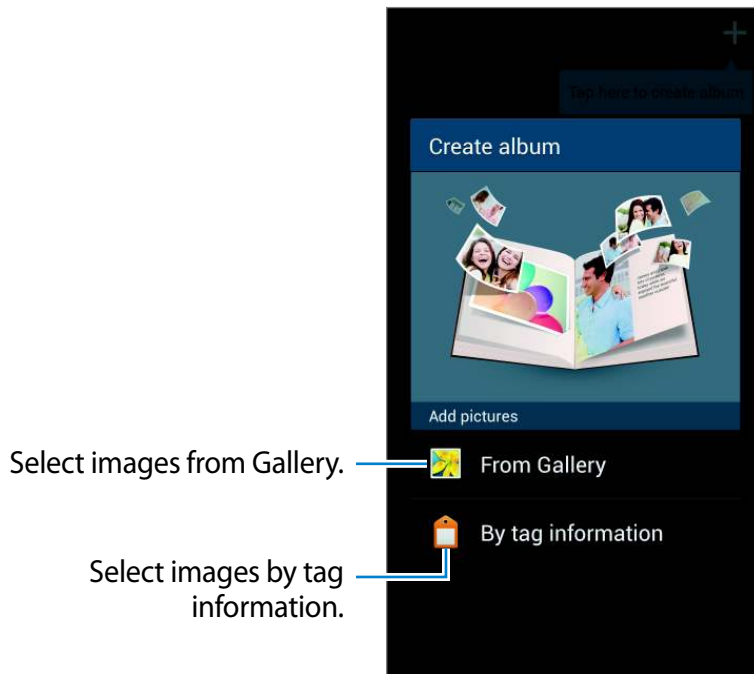 Tap here to create album
Create album
Add pictures
Select images from Gallery.
From Gallery
By tag information
Select images by tag
information.